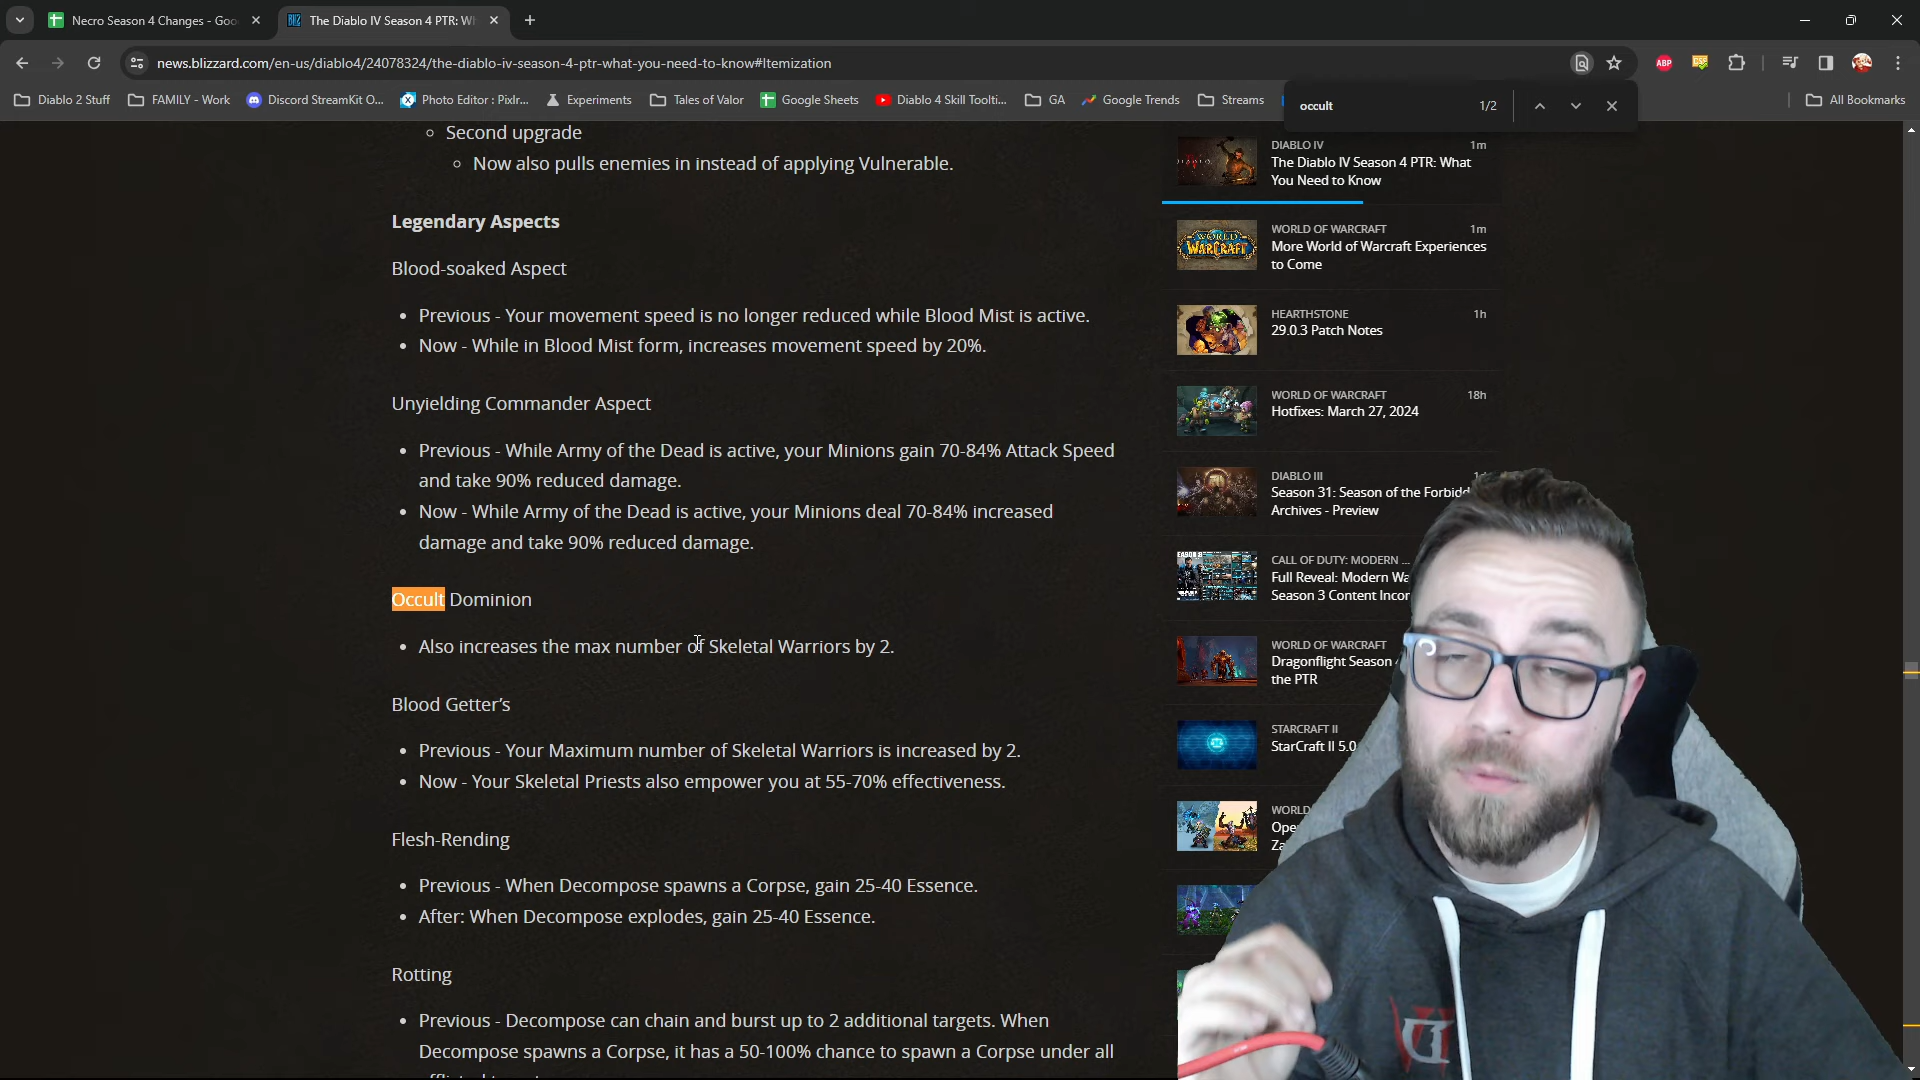 Necro Season 4 Changes - Goo
The Diablo IV Season 4 PTR: Wh
news.blizzard.com/en-us/diablo4/24078324/the-diablo-iv-season-4-ptr-what-you-need-to-know#Itemization
ABP
Diablo 2 Stuff
FAMILY - Work
Discord StreamKit O...
Photo Editor : Pixlr...
Experiments
Tales of Valor
Google Sheets
Diablo 4 Skill Toolti...
GA
Google Trends
Streams
All Bookmarks
occult
1/2
Second upgrade
Now also pulls enemies in instead of applying Vulnerable.
Legendary Aspects
Blood-soaked Aspect
Previous - Your movement speed is no longer reduced while Blood Mist is active.
Now - While in Blood Mist form, increases movement speed by 20%.
Unyielding Commander Aspect
Previous - While Army of the Dead is active, your Minions gain 70-84% Attack Speed
and take 90% reduced damage.
Now - While Army of the Dead is active, your Minions deal 70-84% increased
damage and take 90% reduced damage.
Occult Dominion
Also increases the max number of Skeletal Warriors by 2.
Blood Getter's
Previous - Your Maximum number of Skeletal Warriors is increased by 2.
Now - Your Skeletal Priests also empower you at 55-70% effectiveness.
Flesh-Rending
Previous - When Decompose spawns a Corpse, gain 25-40 Essence.
After: When Decompose explodes, gain 25-40 Essence.
Rotting
Previous - Decompose can chain and burst up to 2 additional targets. When
Decompose spawns a Corpse, it has a 50-100% chance to spawn a Corpse under all
DIABLO IV
1m
The Diablo IV Season 4 PTR: What
You Need to Know
WORLD OF WARCRAFT
1m
More World of Warcraft Experiences
to Come
HEARTHSTONE
1h
29.0.3 Patch Notes
WORLD OF WARCRAFT
18h
Hotfixes: March 27, 2024
DIABLO III
Season 31: Season of the Forbidd
Archives - Preview
CALL OF DUTY: MODERN ...
Full Reveal: Modern Wa
Season 3 Content Incor
WORLD OF WARCRAFT
Dragonflight Season
the PTR
STARCRAFT II
StarCraft II 5.0
WORLD
Ope
Za